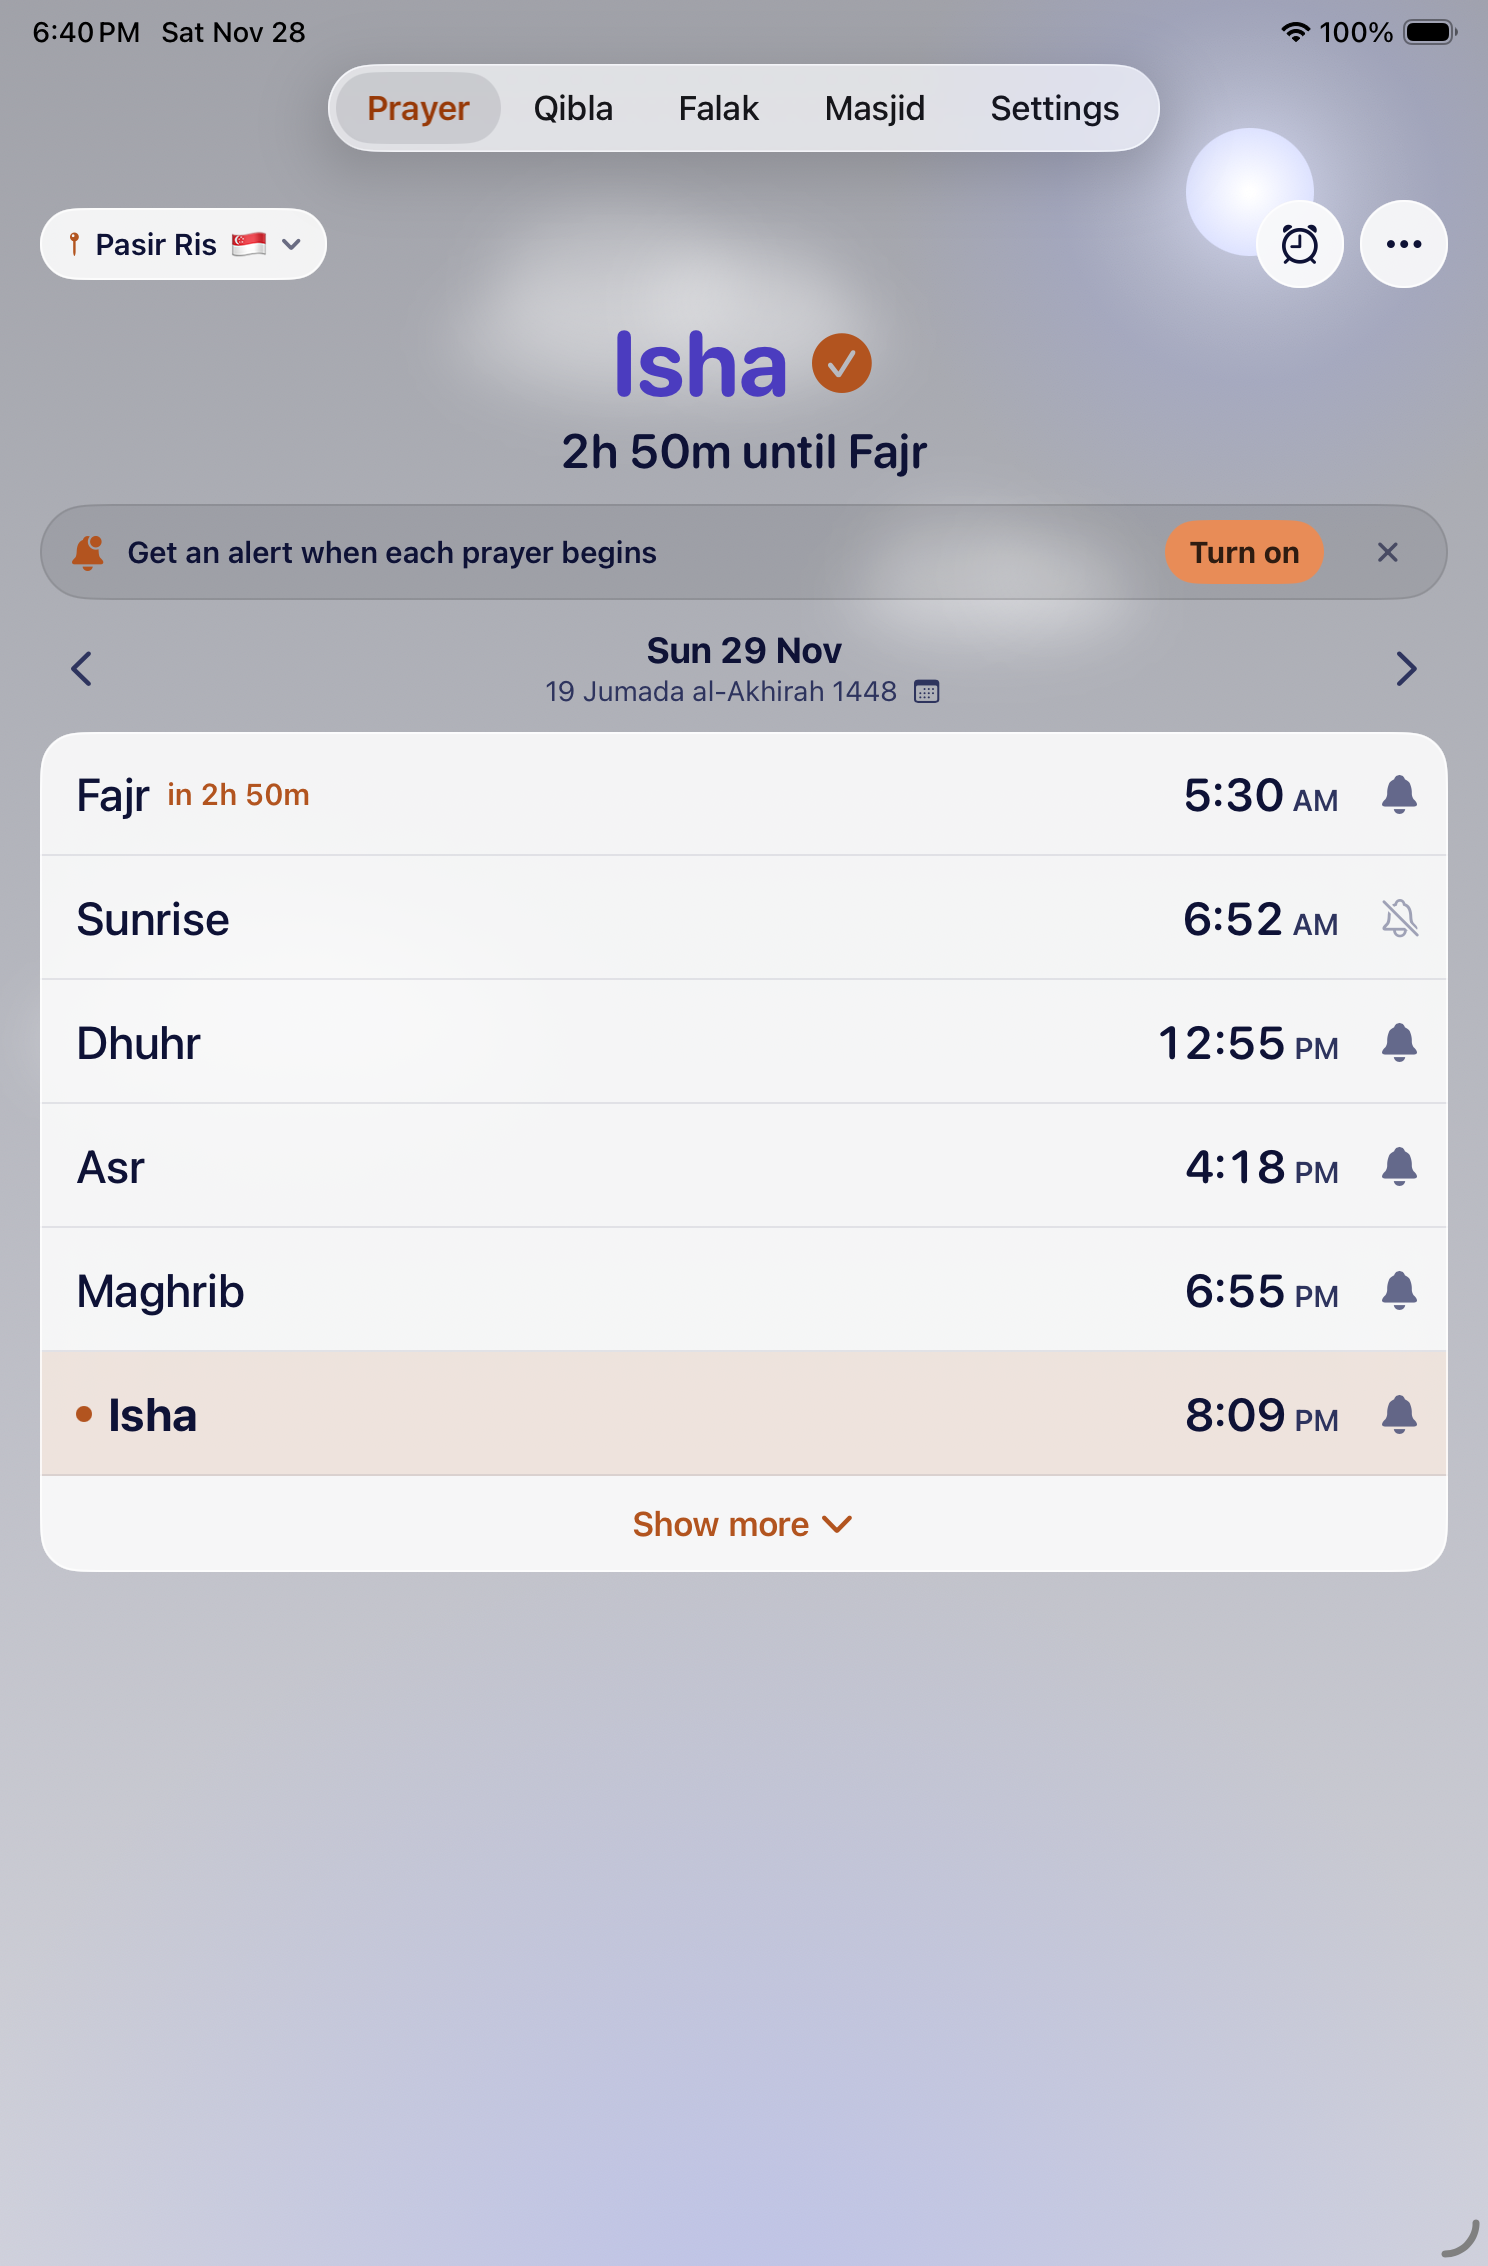 6:40 PM Sat Nov 28 100%
Prayer Qibla Falak Masjid Settings
Pasir Ris 🇸🇬
Isha
2h 50m until Fajr
Get an alert when each prayer begins Turn on
Sun 29 Nov
19 Jumada al-Akhirah 1448
Fajr in 2h 50m 5:30 AM
Sunrise 6:52 AM
Dhuhr 12:55 PM
Asr 4:18 PM
Maghrib 6:55 PM
Isha 8:09 PM
Show more